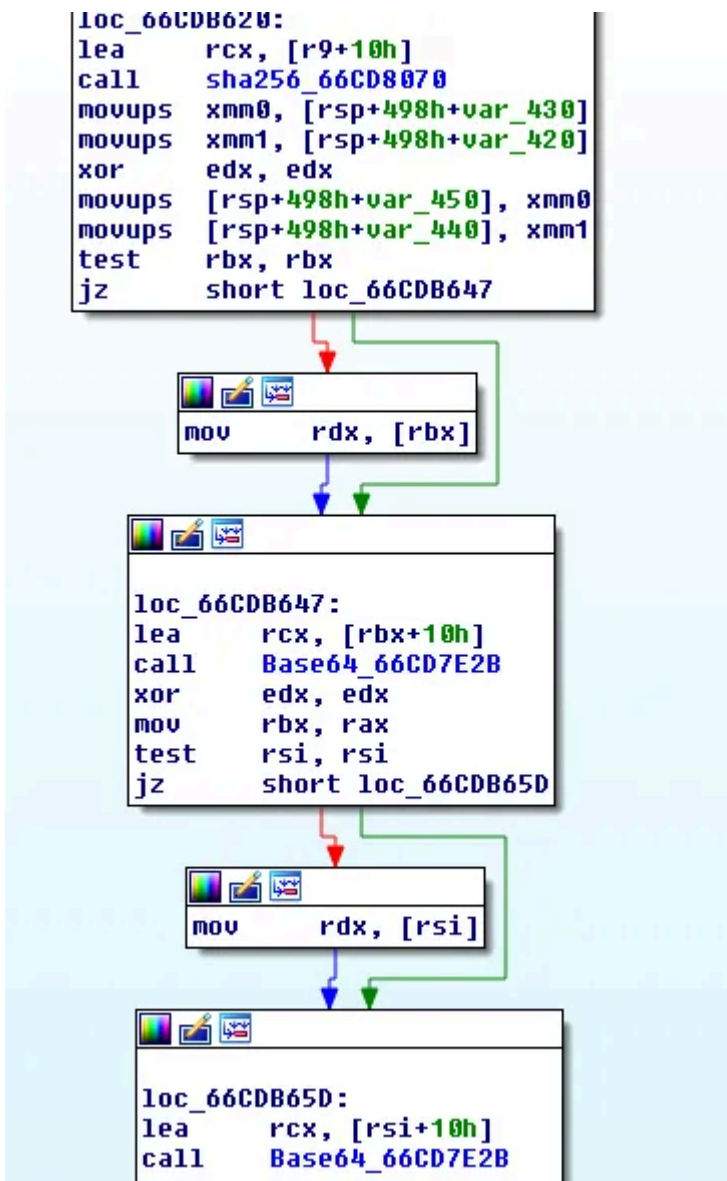 loc_66CDB620:
lea rcx, [r9+10h]
call sha256_66CD8070
movups xmm0, [rsp+498h+var_430]
movups xmm1, [rsp+498h+var_420]
xor edx, edx
movups [rsp+498h+var_450], xmm0
movups [rsp+498h+var_440], xmm1
test rbx, rbx
jz short loc_66CDB647
mov rdx, [rbx]
loc_66CDB647:
lea rcx, [rbx+10h]
call Base64_66CD7E2B
xor edx, edx
mov rbx, rax
test rsi, rsi
jz short loc_66CDB65D
mov rdx, [rsi]
loc_66CDB65D:
lea rcx, [rsi+10h]
call Base64_66CD7E2B